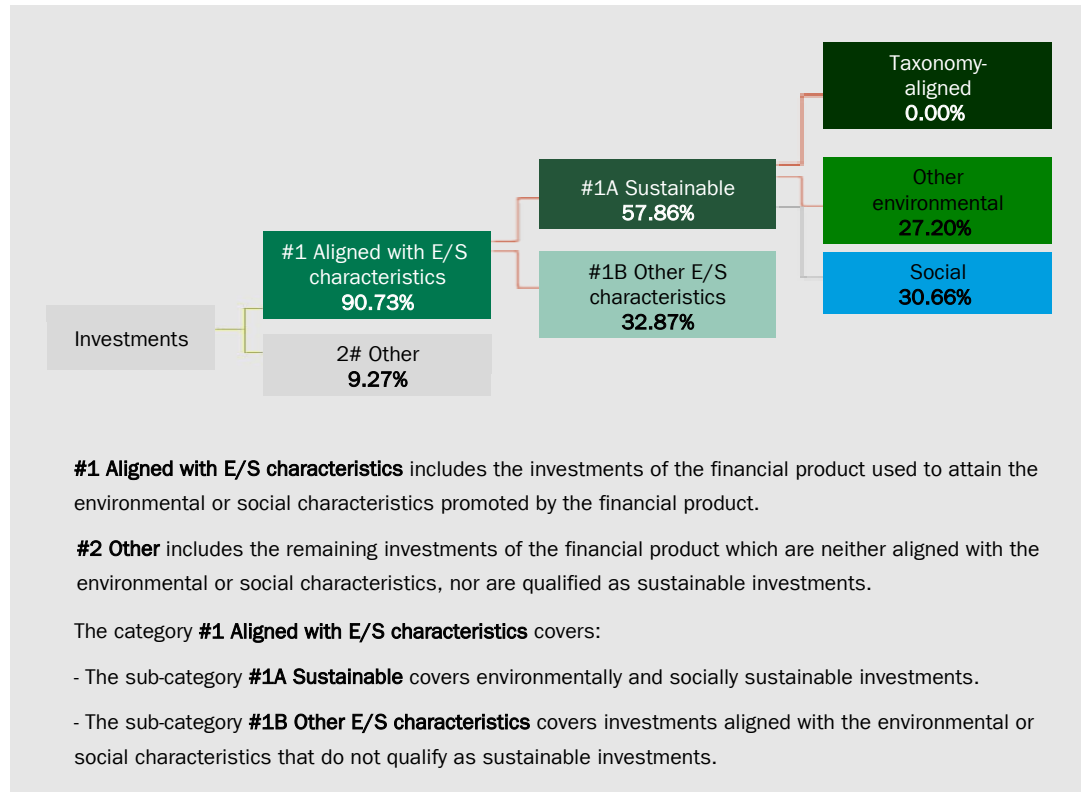 Taxonomy-
aligned
0.00%
#1A Sustainable
57.86%
Other
environmental
27.20%
#1 Aligned with E/S
characteristics
90.73%
#1B Other E/S
characteristics
32.87%
Social
30.66%
Investments
2# Other
9.27%
#1 Aligned with E/S characteristics includes the investments of the financial product used to attain the
environmental or social characteristics promoted by the financial product.
#2 Other includes the remaining investments of the financial product which are neither aligned with the
environmental or social characteristics, nor are qualified as sustainable investments.
The category #1 Aligned with E/S characteristics covers:
- The sub-category #1A Sustainable covers environmentally and socially sustainable investments.
- The sub-category #1B Other E/S characteristics covers investments aligned with the environmental or
social characteristics that do not qualify as sustainable investments.